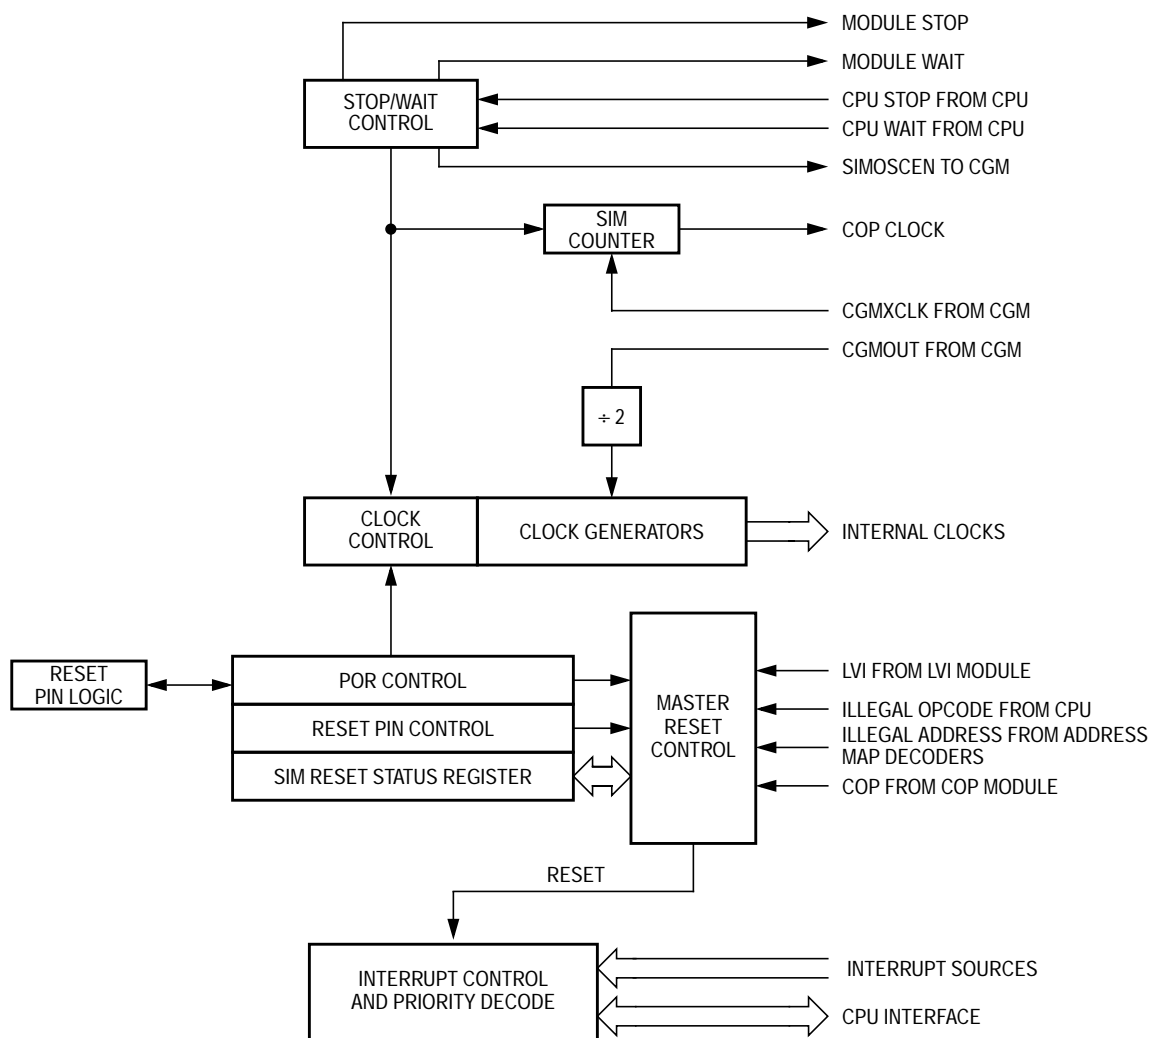 MODULE STOP
MODULE WAIT
STOP/WAIT
CONTROL
CPU STOP FROM CPU
CPU WAIT FROM CPU
SIMOSCEN TO CGM
SIM
COUNTER
COP CLOCK
CGMXCLK FROM CGM
CGMOUT FROM CGM
÷ 2
CLOCK
CONTROL
CLOCK GENERATORS
INTERNAL CLOCKS
RESET
PIN LOGIC
POR CONTROL
RESET PIN CONTROL
SIM RESET STATUS REGISTER
MASTER
RESET
CONTROL
LVI FROM LVI MODULE
ILLEGAL OPCODE FROM CPU
ILLEGAL ADDRESS FROM ADDRESS
MAP DECODERS
COP FROM COP MODULE
RESET
INTERRUPT CONTROL
AND PRIORITY DECODE
INTERRUPT SOURCES
CPU INTERFACE